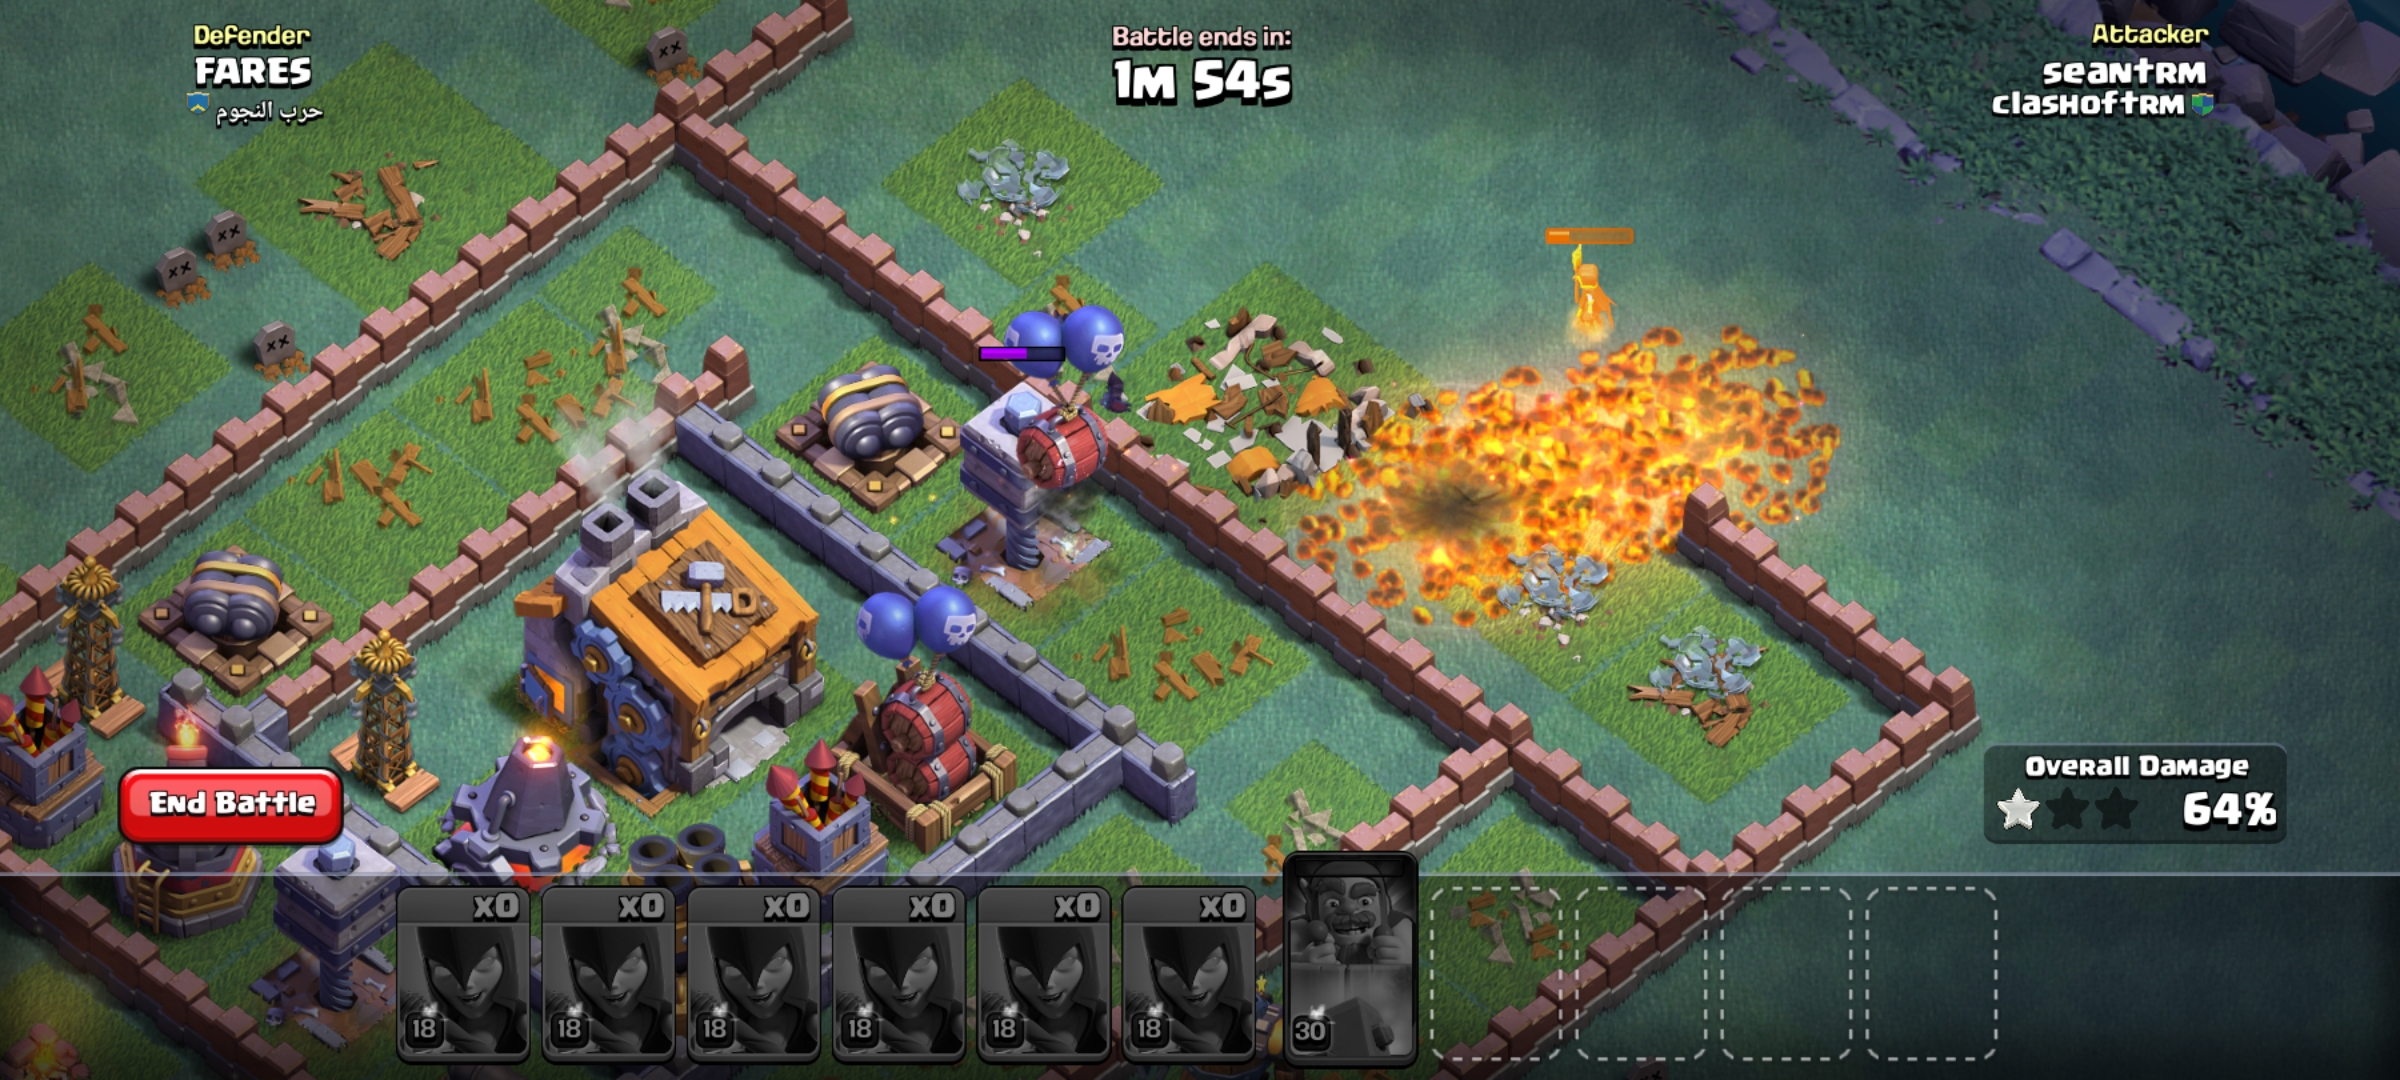 Defender
FARES
حرب النجوم
Battle ends in:
1M 54s
Attacker
seantRM
clashoftRM
End Battle
Overall Damage
64%
x0
x0
x0
x0
x0
x0
18
18
18
18
18
18
30